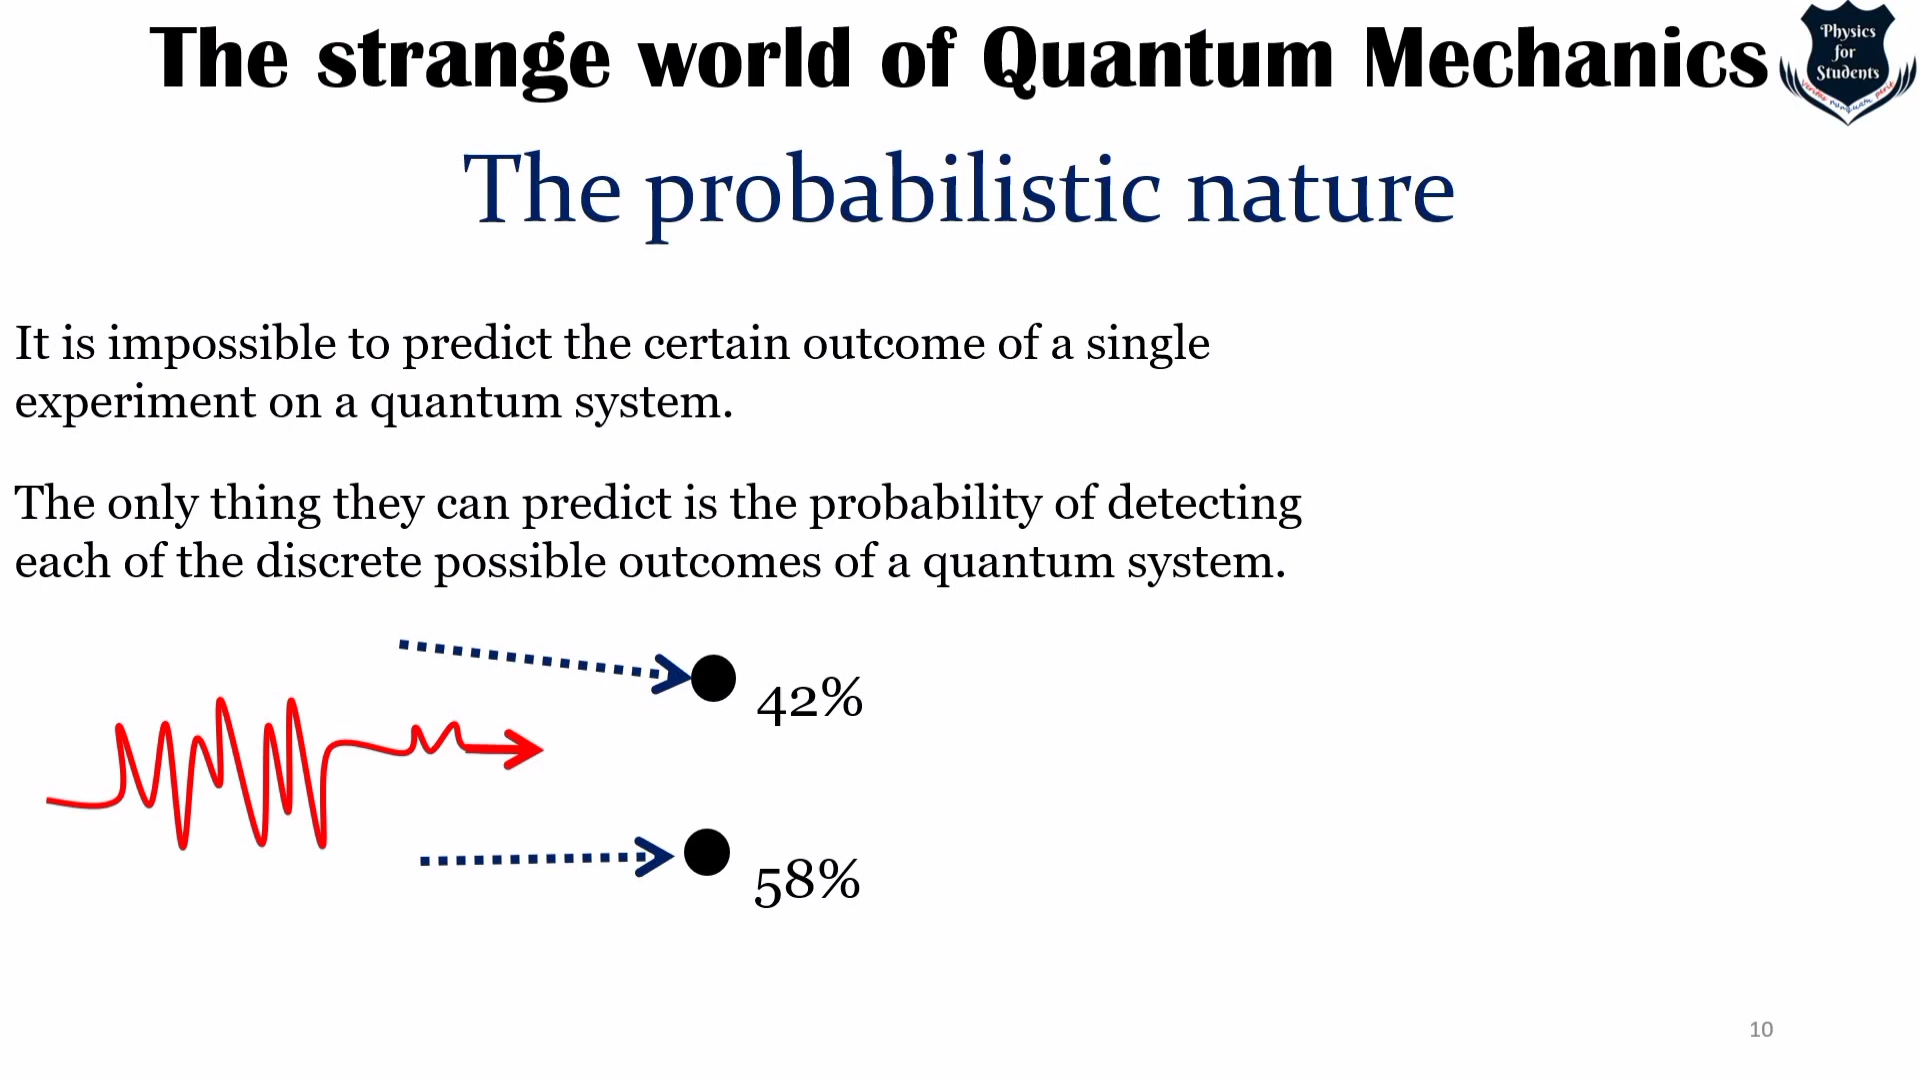 The strange world of Quantum Mechanics
Physics
for
Students
The probabilistic nature
It is impossible to predict the certain outcome of a single
experiment on a quantum system.
The only thing they can predict is the probability of detecting
each of the discrete possible outcomes of a quantum system.
42%
58%
10